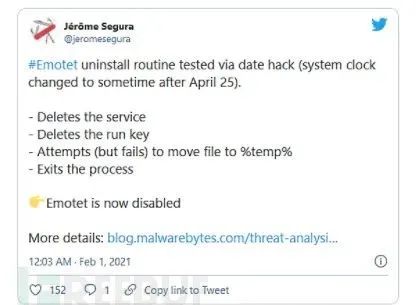 Jérôme Segura
@jeromesegura
#Emotet uninstall routine tested via date hack (system clock
changed to sometime after April 25).
- Deletes the service
- Deletes the run key
- Attempts (but fails) to move file to %temp%
- Exits the process
👉Emotet is now disabled
More details: blog.malwarebytes.com/threat-analysi...
12:03 AM · Feb 1, 2021
152 1 Copy link to Tweet
FREEBUF